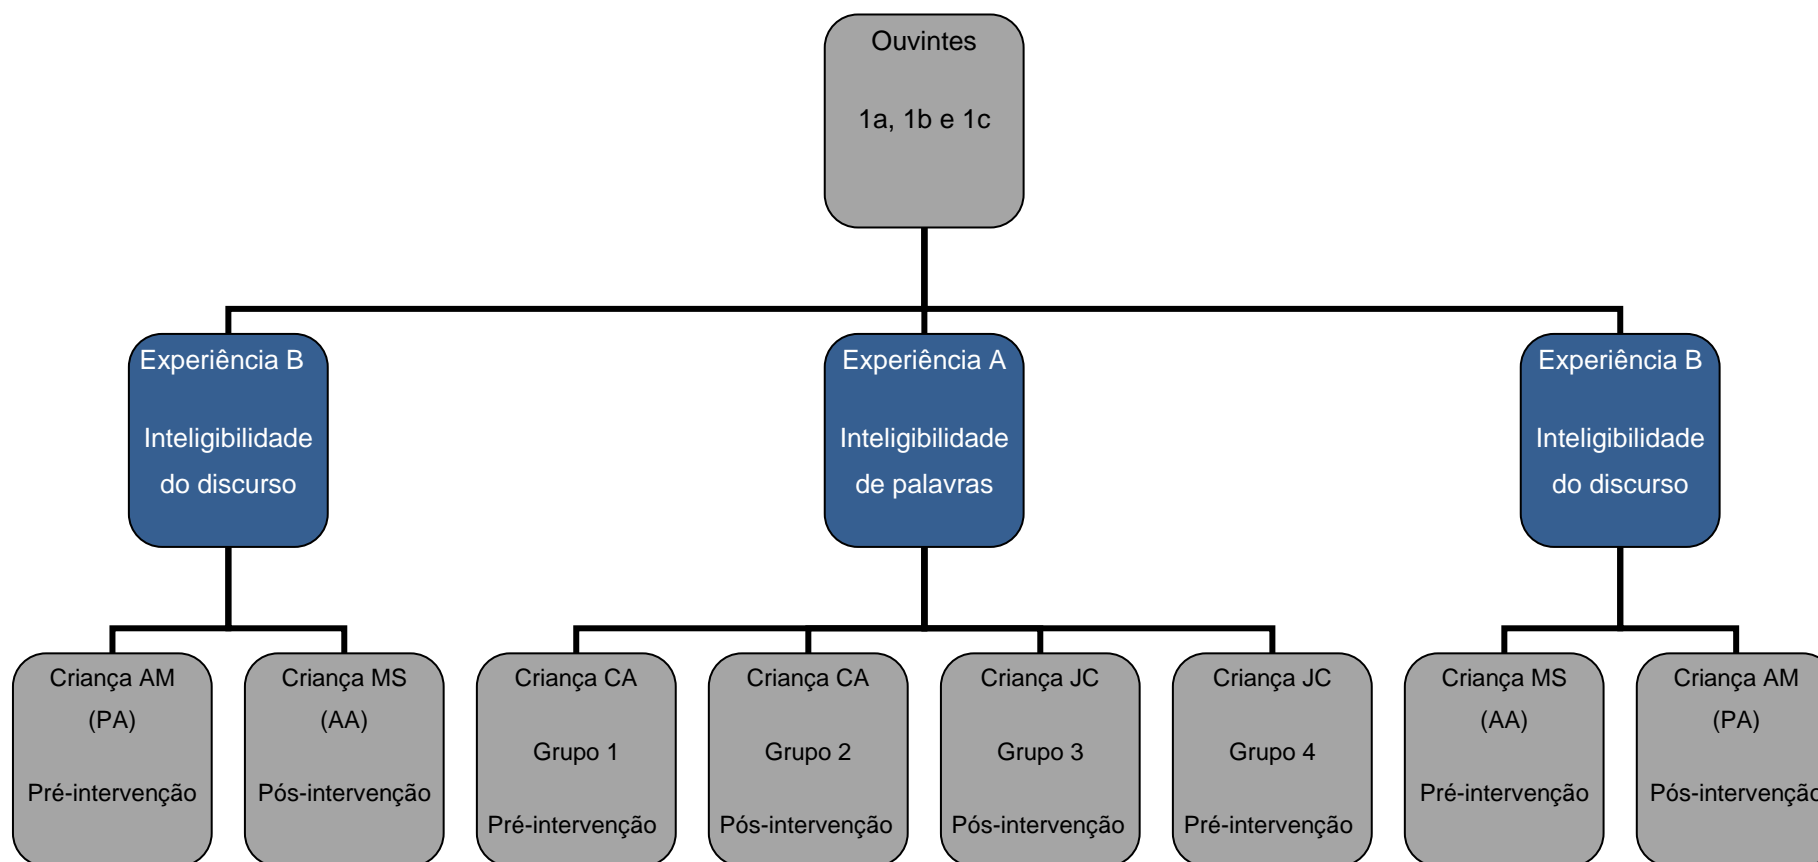 Ouvintes
1a, 1b e 1c
Experiência B
Inteligibilidade
do discurso
Experiência A
Inteligibilidade
de palavras
Experiência B
Inteligibilidade
do discurso
Criança AM
(PA)
Pré-intervenção
Criança MS
(AA)
Pós-intervenção
Criança CA
Grupo 1
Pré-intervenção
Criança CA
Grupo 2
Pós-intervenção
Criança JC
Grupo 3
Pós-intervenção
Criança JC
Grupo 4
Pré-intervenção
Criança MS
(AA)
Pré-intervenção
Criança AM
(PA)
Pós-intervenção